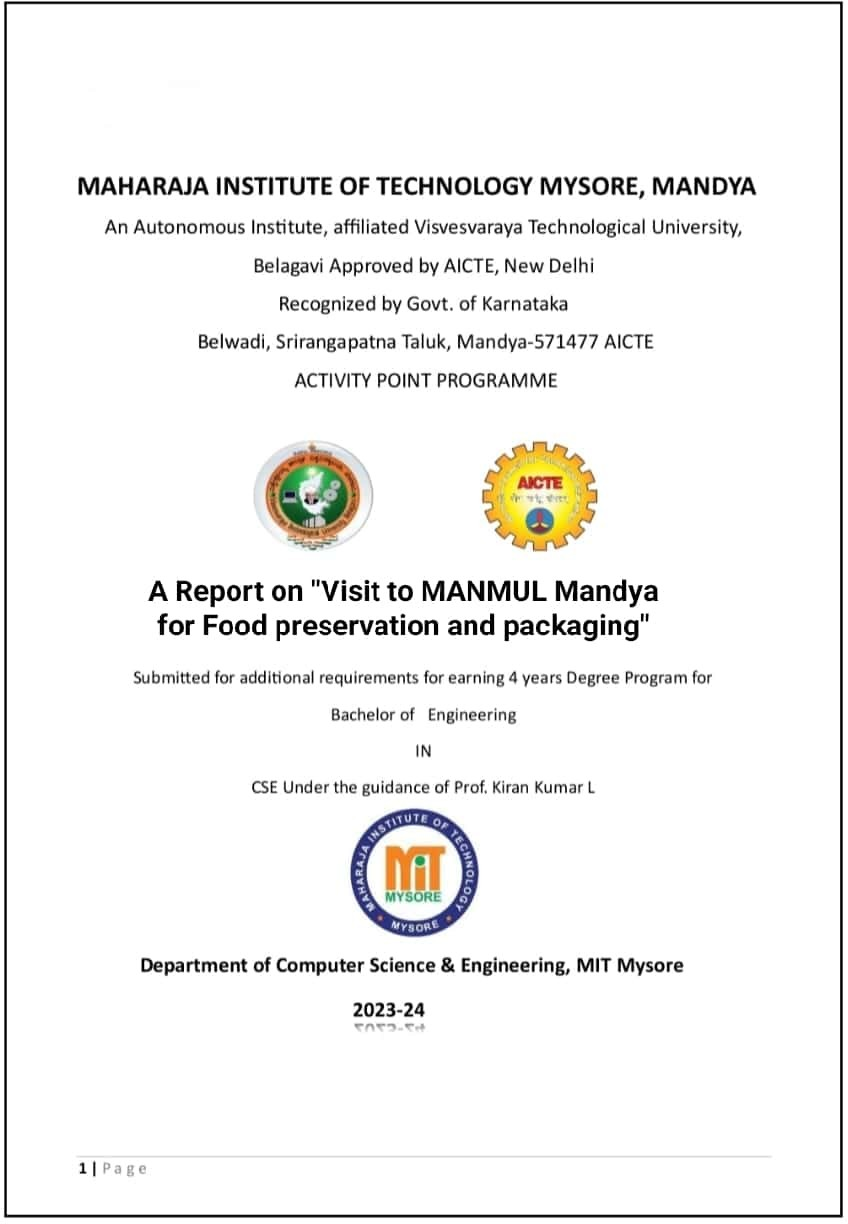 MAHARAJA INSTITUTE OF TECHNOLOGY MYSORE, MANDYA
An Autonomous Institute, affiliated Visvesvaraya Technological University,
Belagavi Approved by AICTE, New Delhi
Recognized by Govt. of Karnataka
Belwadi, Srirangapatna Taluk, Mandya-571477 AICTE
ACTIVITY POINT PROGRAMME
AICTE
A Report on "Visit to MANMUL Mandya
for Food preservation and packaging"
Submitted for additional requirements for earning 4 years Degree Program for
Bachelor of Engineering
IN
CSE Under the guidance of Prof. Kiran Kumar L
MAHARAJA INSTITUTE OF TECHNOLOGY
MIT
MYSORE
MYSORE
Department of Computer Science & Engineering, MIT Mysore
2023-24
1 | Page